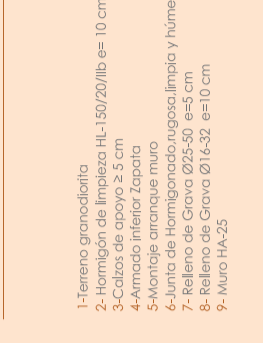 1-Terreno granodiorita
2- Hormigón de limpieza HL-150/20/IIb e= 10 cm
3-Calzos de apoyo ≥ 5 cm
4-Armado inferior Zapata
5-Montaje arranque muro
6-Junta de Hormigonado,rugosa,limpia y húme
7- Relleno de Grava Ø25-50 e=5 cm
8- Relleno de Grava Ø16-32 e=10 cm
9- Muro HA-25